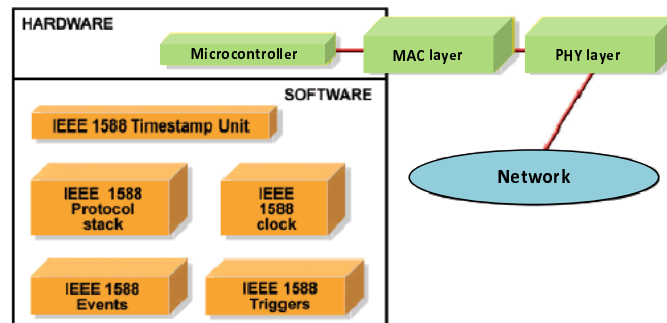 HARDWARE
Microcontroller
MAC layer
PHY layer
SOFTWARE
IEEE 1588 Timestamp Unit
IEEE 1588
Protocol
stack
IEEE
1588
clock
Network
IEEE 1588
Events
IEEE 1588
Triggers